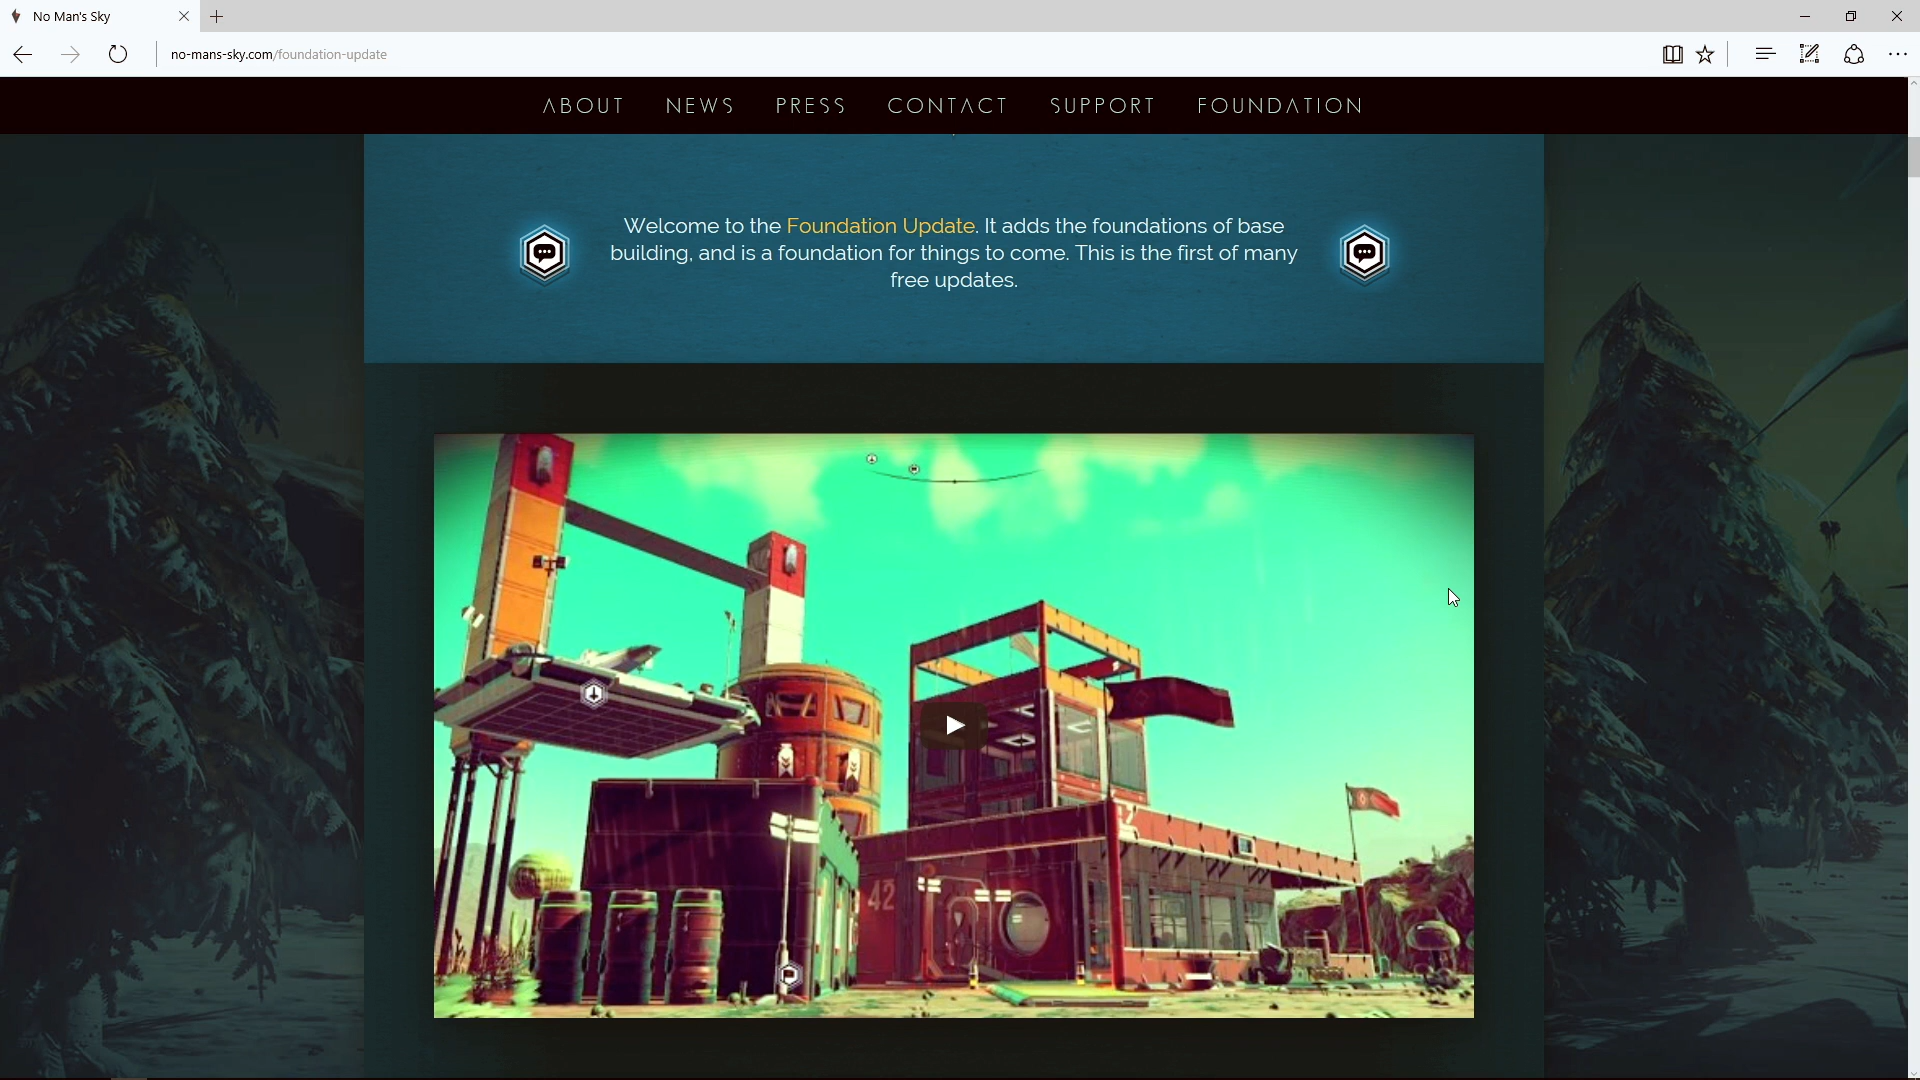 No Man's Sky
no-mans-sky.com/foundation-update
ABOUT NEWS PRESS CONTACT SUPPORT FOUNDATION
Welcome to the Foundation Update. It adds the foundations of base
building, and is a foundation for things to come. This is the first of many
free updates.
42